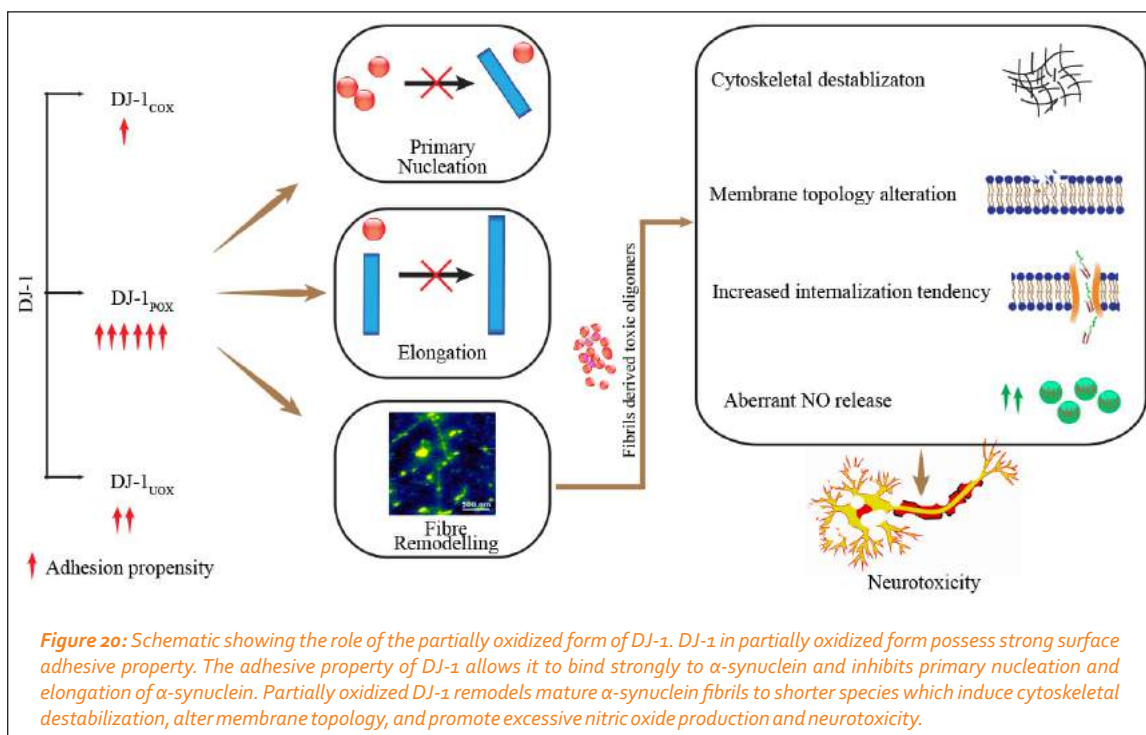 DJ-1
DJ-1COX
DJ-1POX
DJ-1UOX
Adhesion propensity
Primary
Nucleation
Elongation
500 nm
Fibre
Remodelling
Fibrils derived toxic oligomers
Cytoskeletal destablizaton
Membrane topology alteration
Increased internalization tendency
Aberrant NO release
Neurotoxicity
Figure 20: Schematic showing the role of the partially oxidized form of DJ-1. DJ-1 in partially oxidized form possess strong surface
adhesive property. The adhesive property of DJ-1 allows it to bind strongly to α-synuclein and inhibits primary nucleation and
elongation of α-synuclein. Partially oxidized DJ-1 remodels mature α-synuclein fibrils to shorter species which induce cytoskeletal
destabilization, alter membrane topology, and promote excessive nitric oxide production and neurotoxicity.